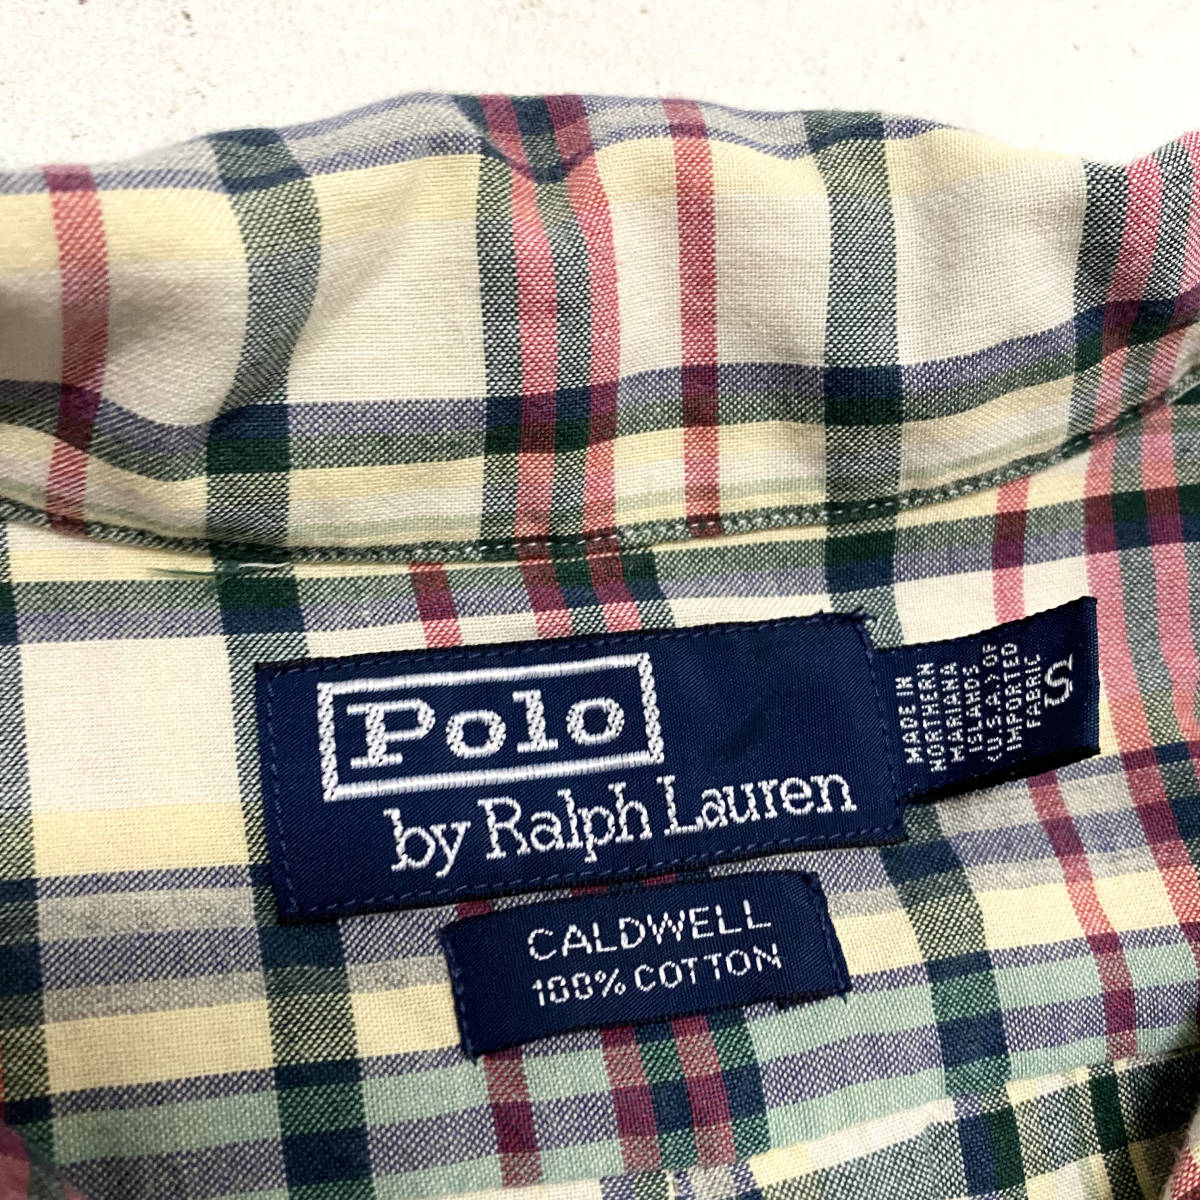 Polo
by Ralph Lauren
MADE IN
NORTHERN
MARIANA
ISLANDS
(U.S.A.) OF
IMPORTED
FABRIC
S
CALDWELL
100% COTTON